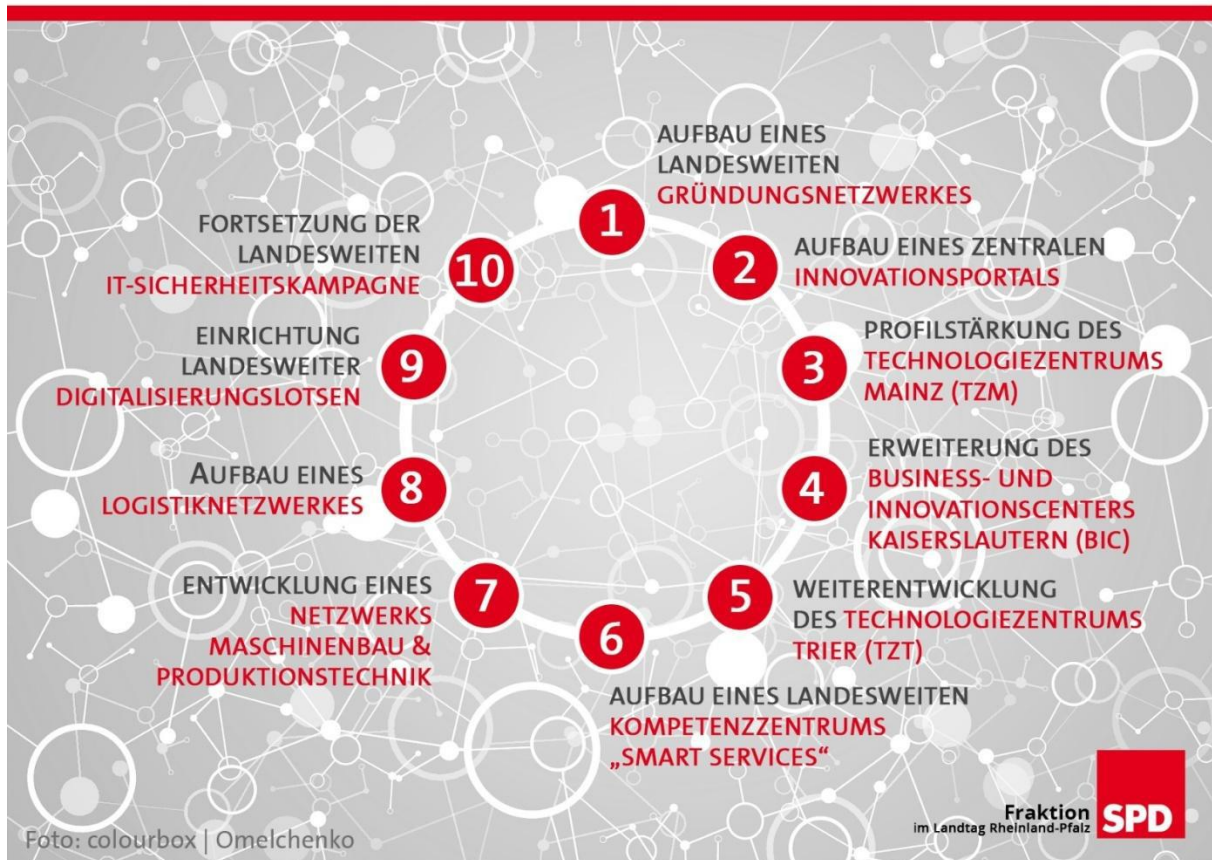 1
AUFBAU EINES
LANDESWEITEN
GRÜNDUNGSNETZWERKES
2
AUFBAU EINES ZENTRALEN
INNOVATIONSPORTALS
3
PROFILSTÄRKUNG DES
TECHNOLOGIEZENTRUMS
MAINZ (TZM)
4
ERWEITERUNG DES
BUSINESS- UND
INNOVATIONSCENTERS
KAISERSLAUTERN (BIC)
5
WEITERENTWICKLUNG
DES TECHNOLOGIEZENTRUMS
TRIER (TZT)
6
AUFBAU EINES LANDESWEITEN
KOMPETENZZENTRUMS
„SMART SERVICES“
7
ENTWICKLUNG EINES
NETZWERKS
MASCHINENBAU &
PRODUKTIONSTECHNIK
8
AUFBAU EINES
LOGISTIKNETZWERKES
9
EINRICHTUNG
LANDESWEITER
DIGITALISIERUNGSLOTSEN
10
FORTSETZUNG DER
LANDESWEITEN
IT-SICHERHEITSKAMPAGNE
Foto: colourbox | Omelchenko
Fraktion
im Landtag Rheinland-Pfalz
SPD